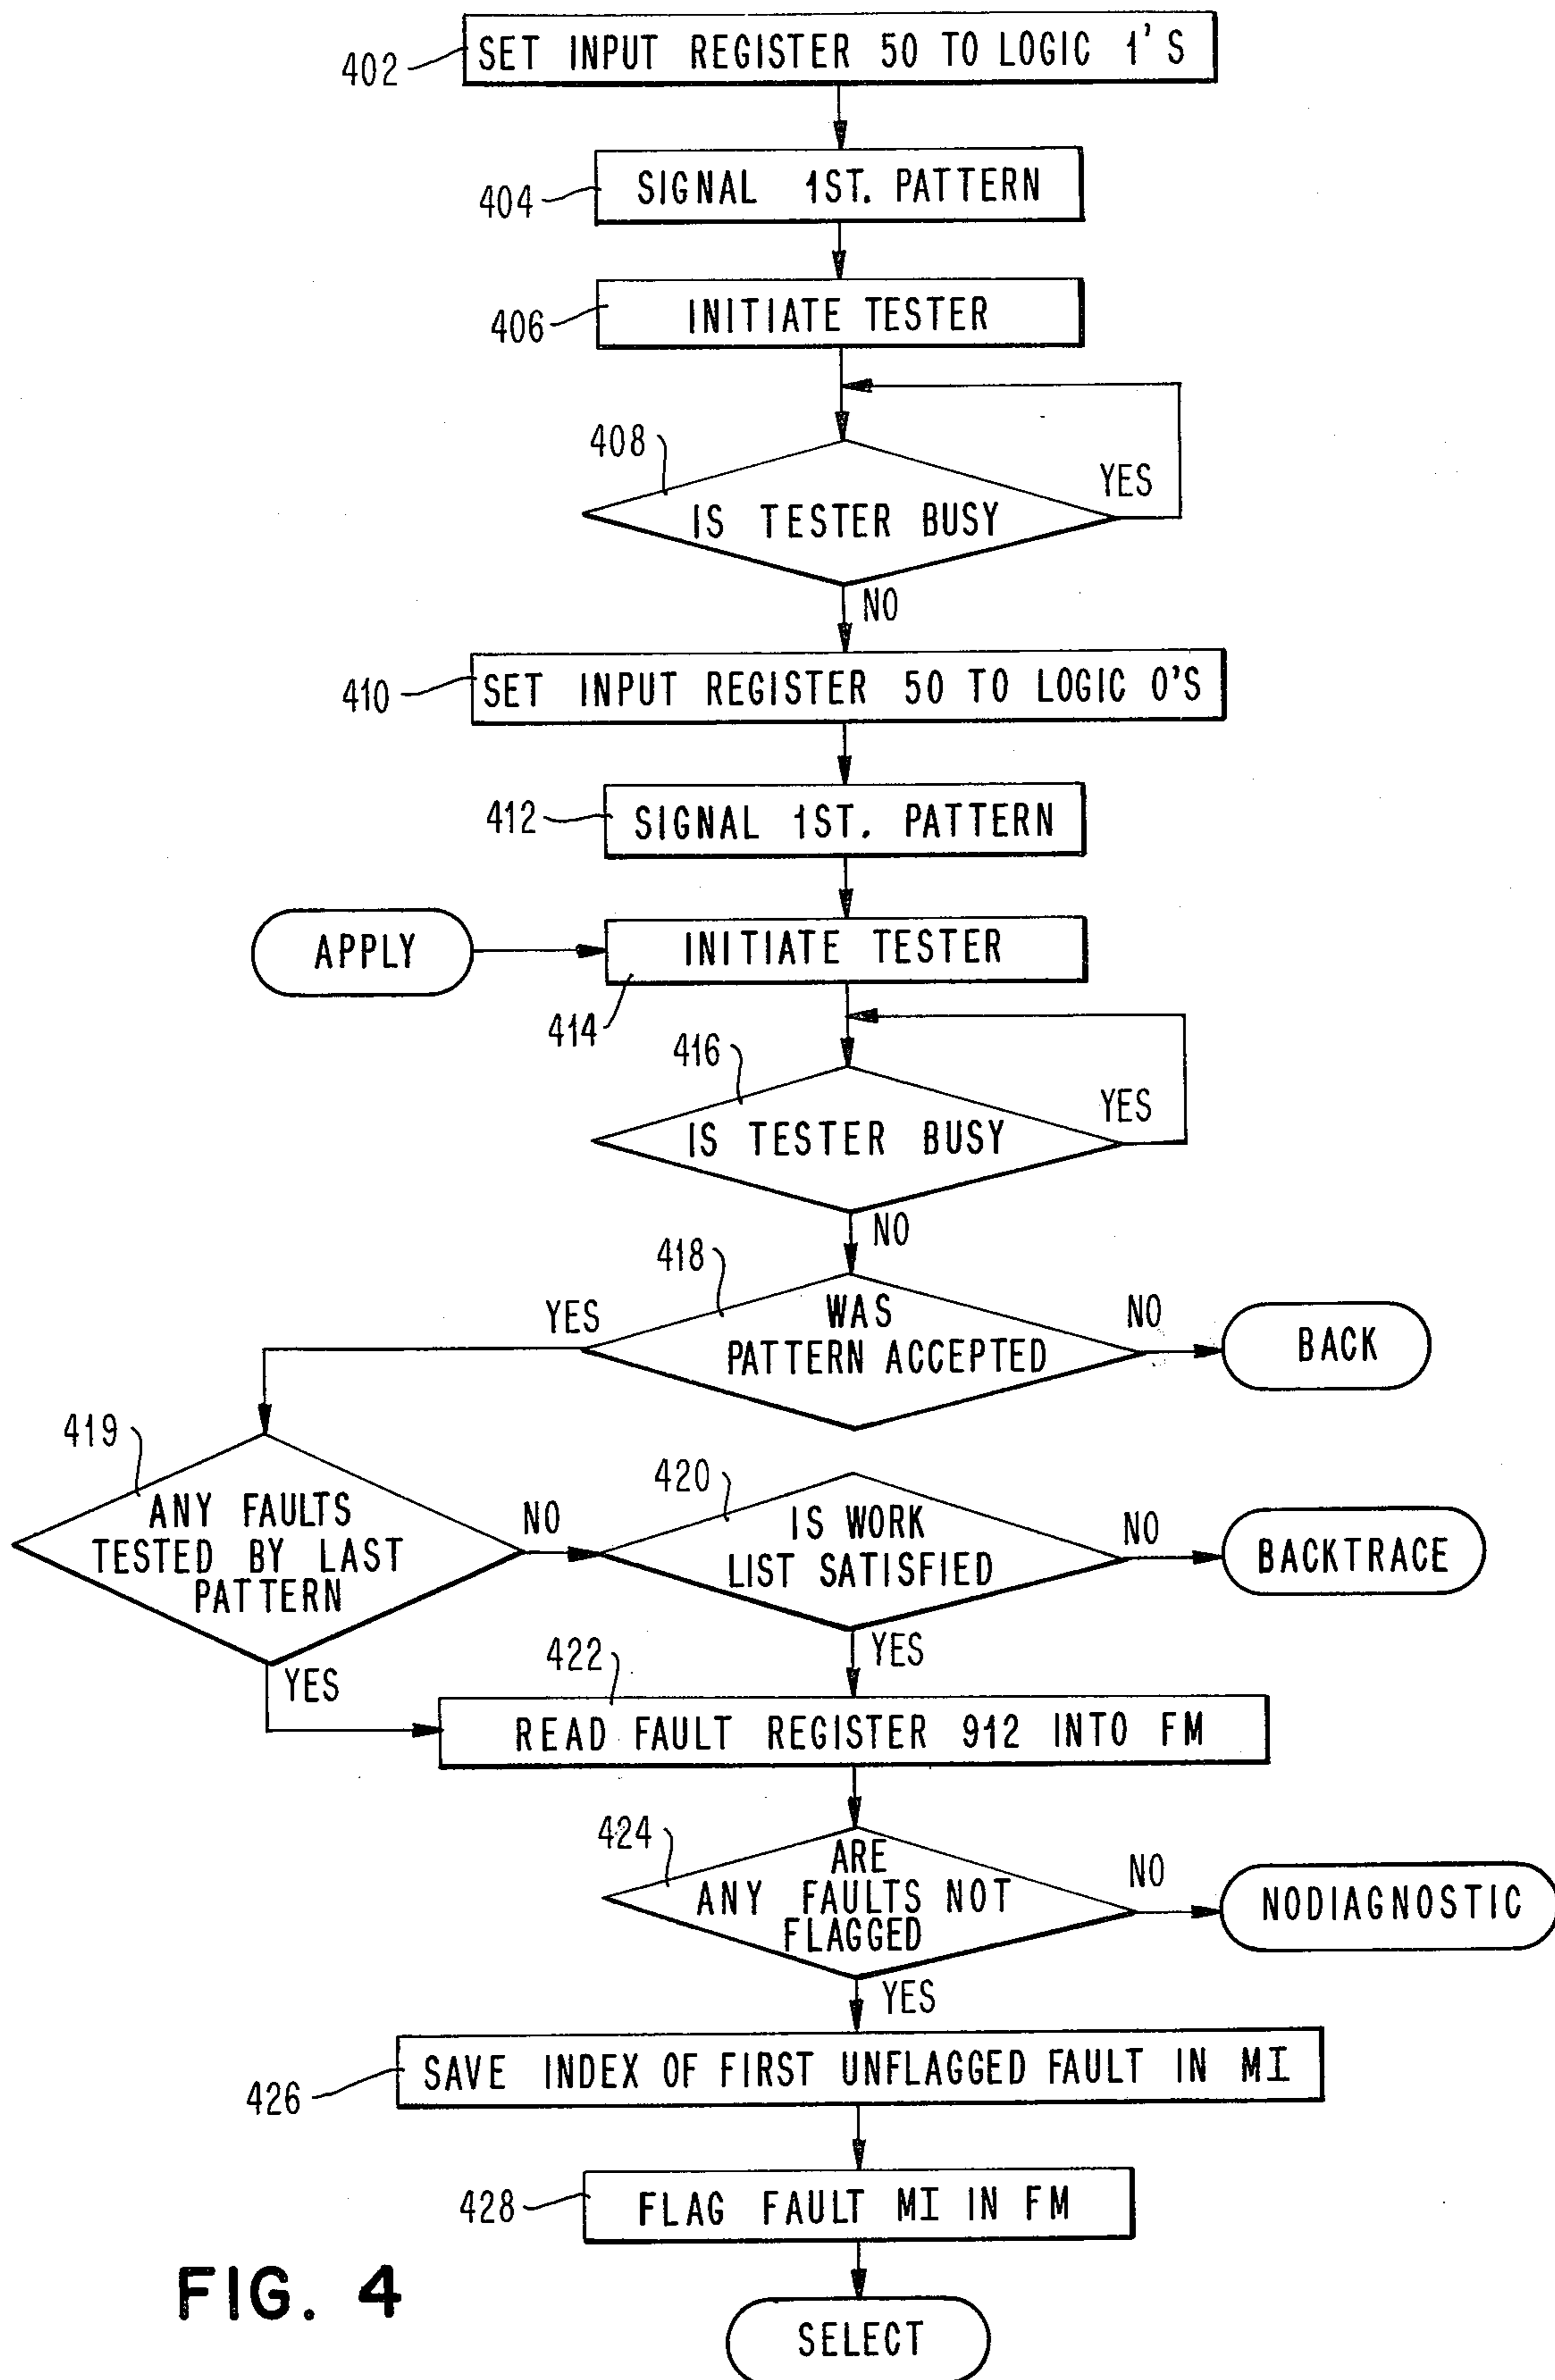 402
SET INPUT REGISTER 50 TO LOGIC 1'S
404
SIGNAL 1ST. PATTERN
406
INITIATE TESTER
408
IS TESTER BUSY
YES
NO
410
SET INPUT REGISTER 50 TO LOGIC 0'S
412
SIGNAL 1ST. PATTERN
APPLY
INITIATE TESTER
414
416
IS TESTER BUSY
YES
NO
418
YES
WAS
PATTERN ACCEPTED
NO
BACK
419
ANY FAULTS
TESTED BY LAST
PATTERN
NO
420
IS WORK
LIST SATISFIED
NO
BACKTRACE
YES
YES
422
READ FAULT REGISTER 912 INTO FM
424
ARE
ANY FAULTS NOT
FLAGGED
NO
NODIAGNOSTIC
YES
426
SAVE INDEX OF FIRST UNFLAGGED FAULT IN MI
428
FLAG FAULT MI IN FM
SELECT
FIG. 4